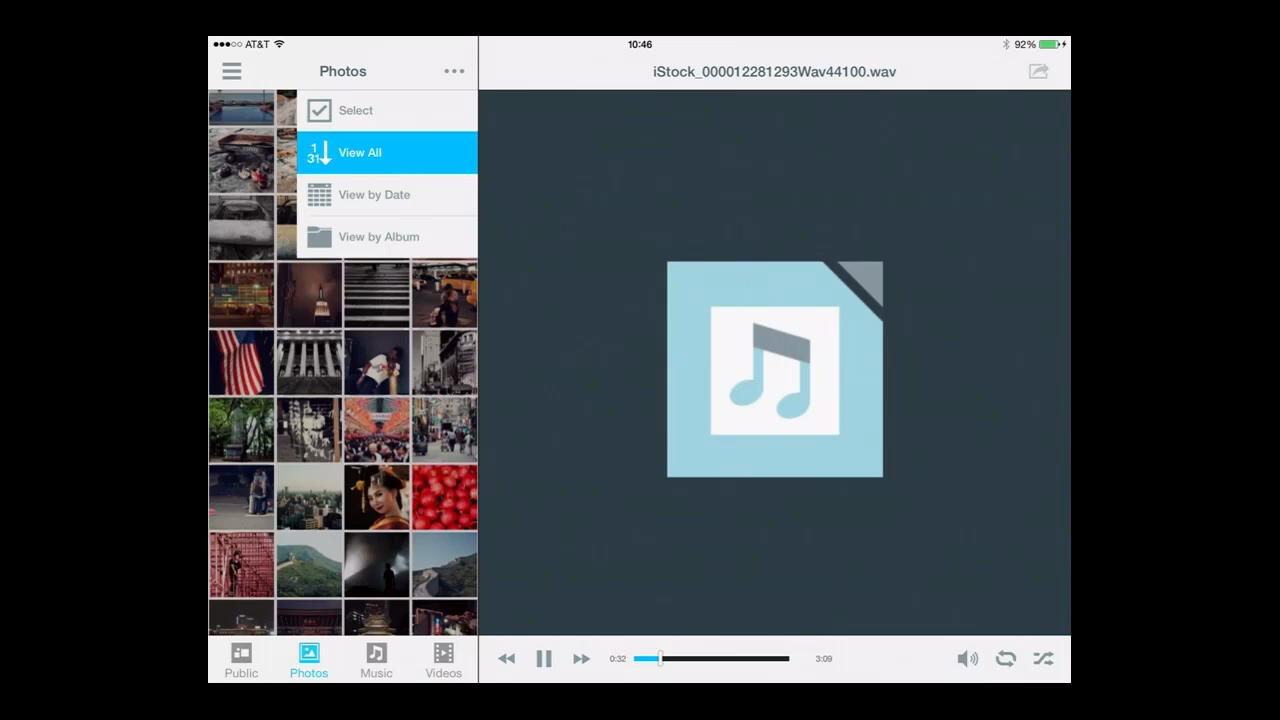 AT&T 10:46 92%
Photos iStock_000012281293Wav44100.wav
Select
1
31 View All
View by Date
View by Album
0:32 3:09
Public Photos Music Videos